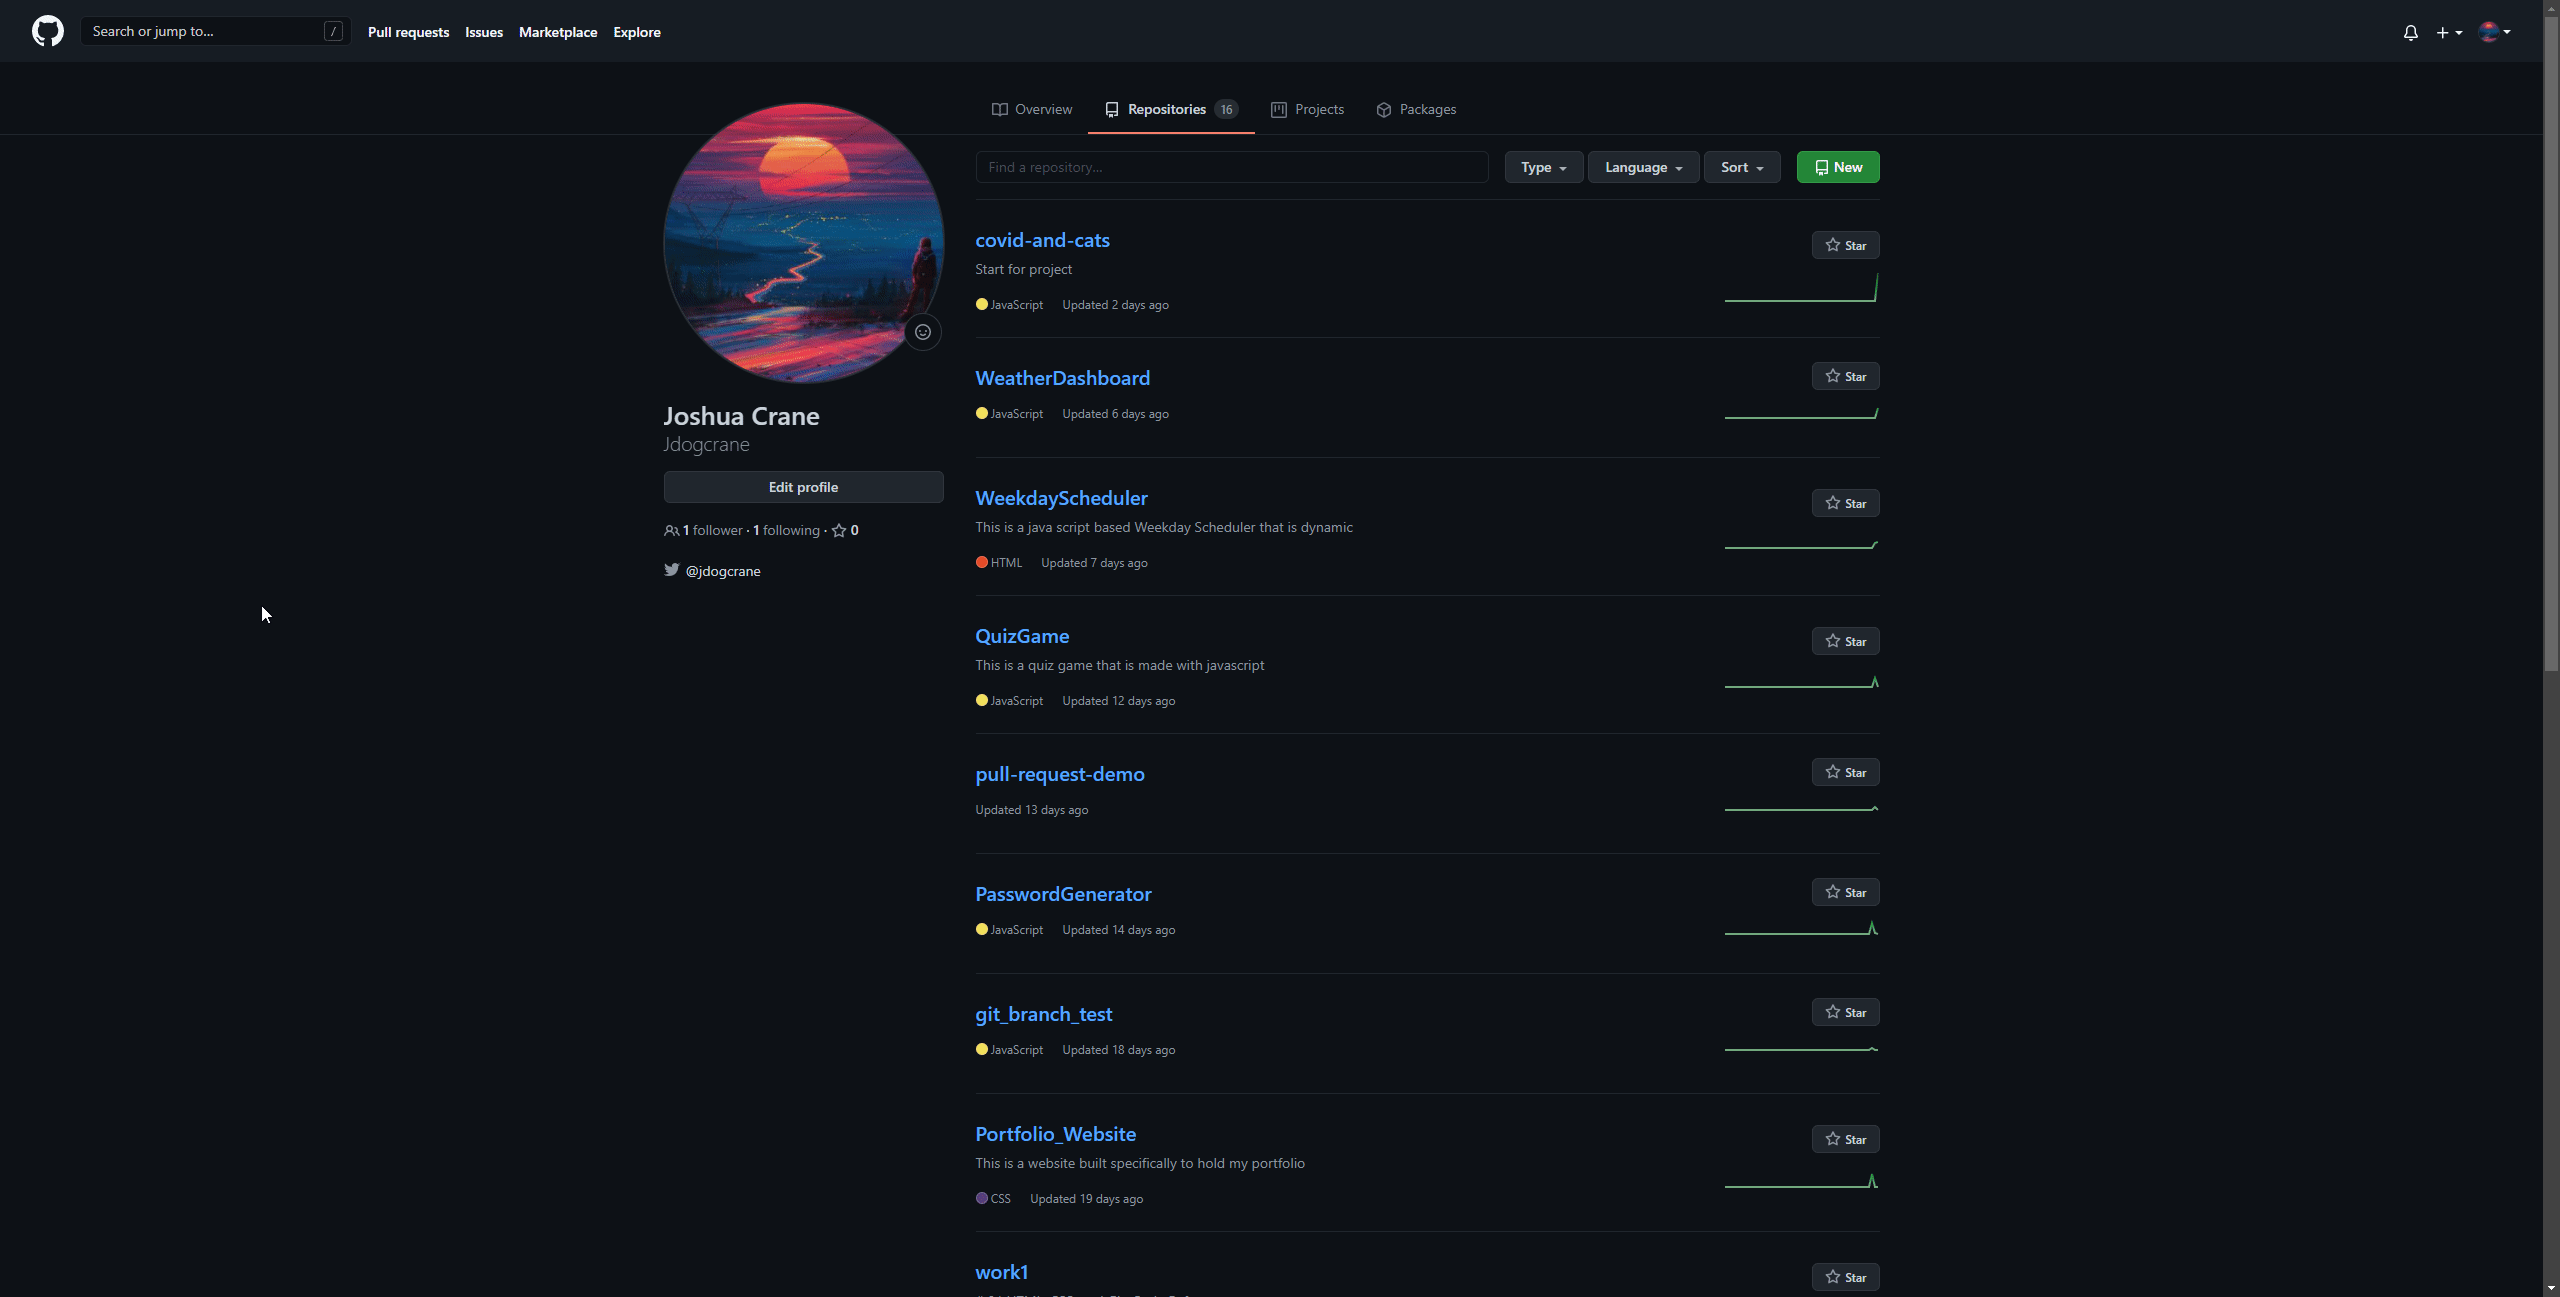 Search or jump to... /
Pull requests Issues Marketplace Explore
Overview Repositories 16 Projects Packages
Joshua Crane
Jdogcrane
Edit profile
1 follower · 1 following · 0
@jdogcrane
Find a repository... Type Language Sort New
covid-and-cats Star
Start for project
JavaScript Updated 2 days ago
WeatherDashboard Star
JavaScript Updated 6 days ago
WeekdayScheduler Star
This is a java script based Weekday Scheduler that is dynamic
HTML Updated 7 days ago
QuizGame Star
This is a quiz game that is made with javascript
JavaScript Updated 12 days ago
pull-request-demo Star
Updated 13 days ago
PasswordGenerator Star
JavaScript Updated 14 days ago
git_branch_test Star
JavaScript Updated 18 days ago
Portfolio_Website Star
This is a website built specifically to hold my portfolio
CSS Updated 19 days ago
work1 Star